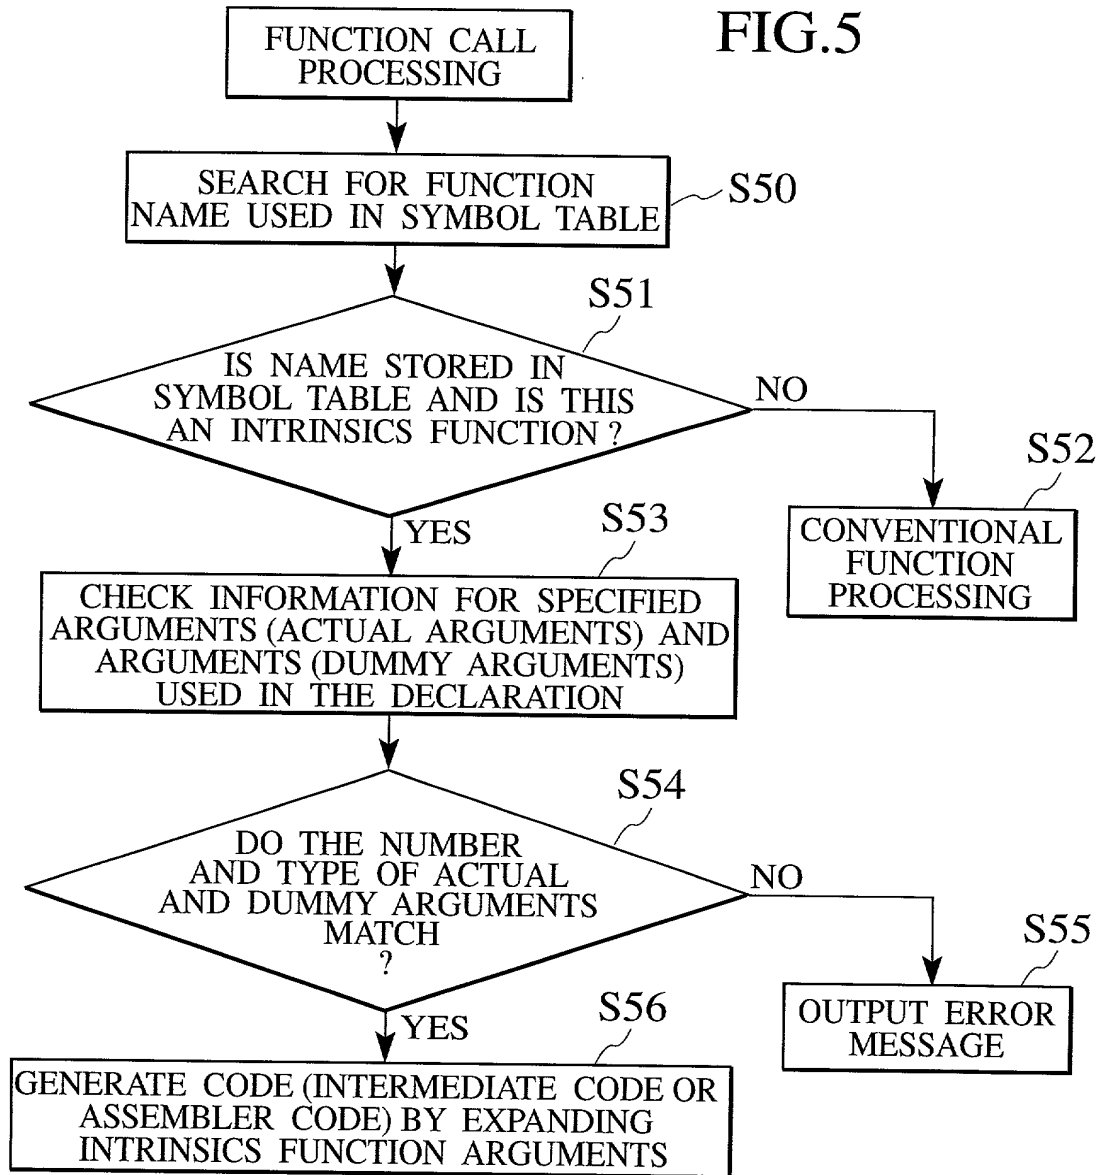 FIG.5
FUNCTION CALL
PROCESSING
SEARCH FOR FUNCTION
NAME USED IN SYMBOL TABLE
S50
S51
IS NAME STORED IN
SYMBOL TABLE AND IS THIS
AN INTRINSICS FUNCTION ?
NO
S52
CONVENTIONAL
FUNCTION
PROCESSING
YES
S53
CHECK INFORMATION FOR SPECIFIED
ARGUMENTS (ACTUAL ARGUMENTS) AND
ARGUMENTS (DUMMY ARGUMENTS)
USED IN THE DECLARATION
S54
DO THE NUMBER
AND TYPE OF ACTUAL
AND DUMMY ARGUMENTS
MATCH
?
NO
S55
OUTPUT ERROR
MESSAGE
YES
S56
GENERATE CODE (INTERMEDIATE CODE OR
ASSEMBLER CODE) BY EXPANDING
INTRINSICS FUNCTION ARGUMENTS